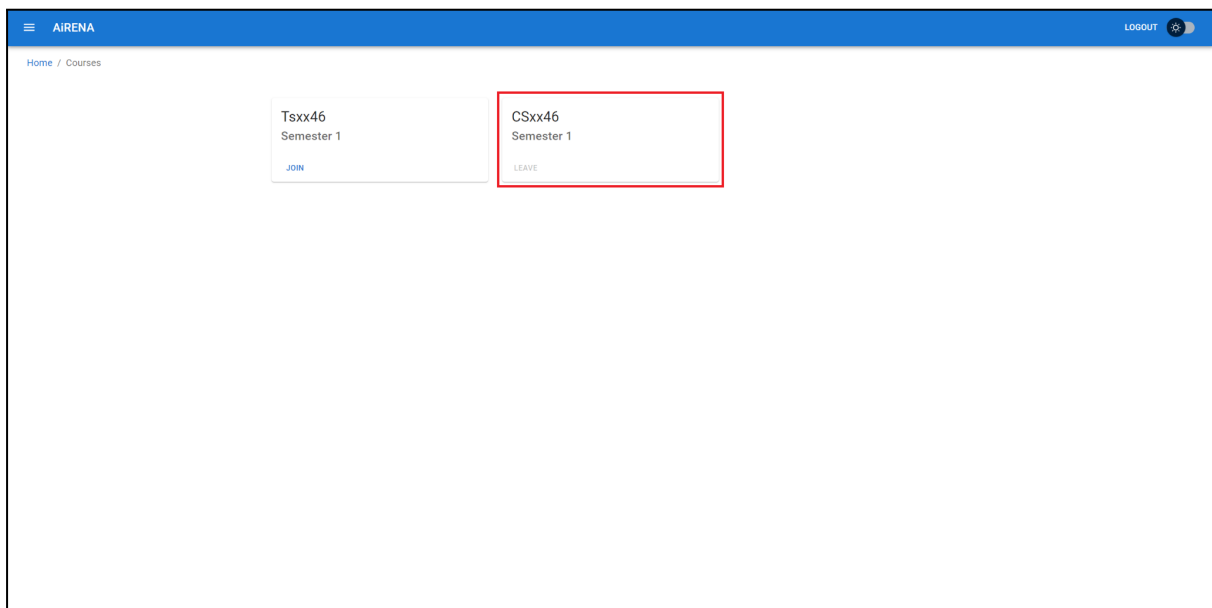 AiRENA
LOGOUT
Home / Courses
Tsxx46
Semester 1
JOIN
CSxx46
Semester 1
LEAVE